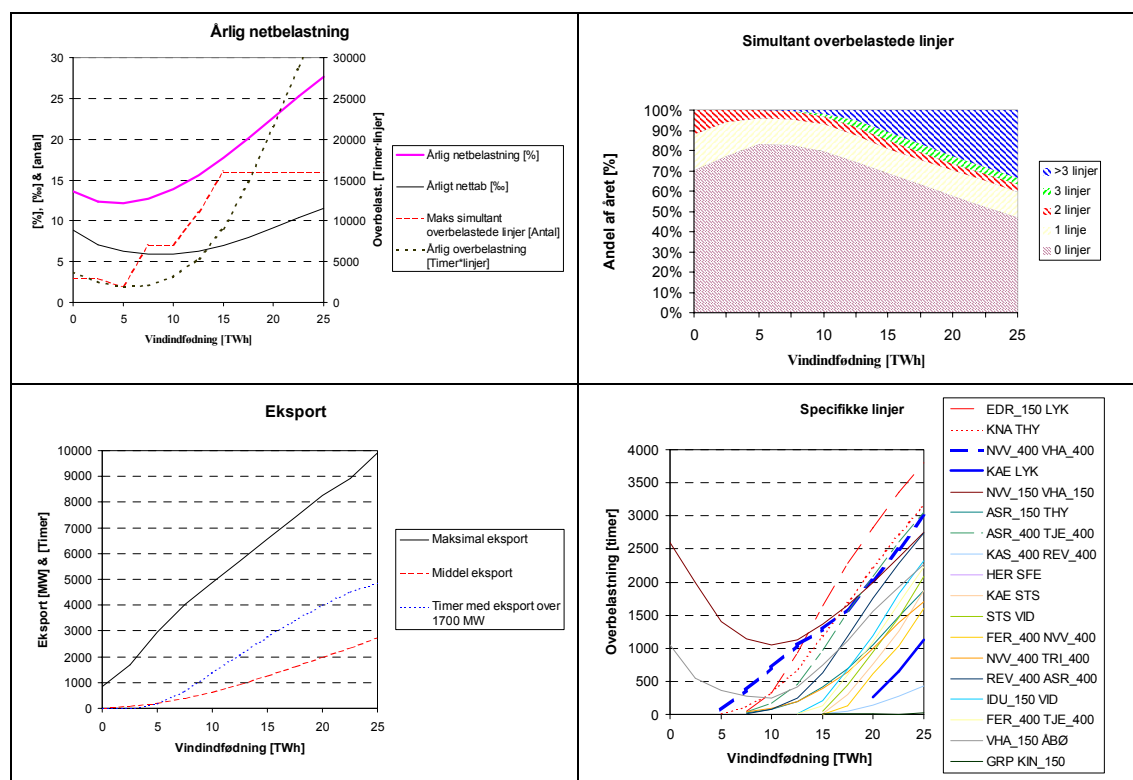 Årlig netbelastning
30
25
20
15
10
5
0
30000
25000
20000
15000
10000
5000
0
0 5 10 15 20 25
[%], [‰] & [antal]
Overbelast. [Timer·linjer]
Vindindfødning [TWh]
Årlig netbelastning [%]
Årligt nettab [‰]
Maks simultant
overbelastede linjer [Antal]
Årlig overbelastning
[Timer*linjer]
Simultant overbelastede linjer
100%
90%
80%
70%
60%
50%
40%
30%
20%
10%
0%
0 5 10 15 20 25
Andel af året [%]
Vindindfødning [TWh]
>3 linjer
3 linjer
2 linjer
1 linje
0 linjer
Eksport
10000
9000
8000
7000
6000
5000
4000
3000
2000
1000
0
0 5 10 15 20 25
Eksport [MW] & [Timer]
Vindindfødning [TWh]
Maksimal eksport
Middel eksport
Timer med eksport over
1700 MW
Specifikke linjer
4000
3500
3000
2500
2000
1500
1000
500
0
0 5 10 15 20 25
Overbelastning [timer]
Vindindfødning [TWh]
EDR_150 LYK
KNA THY
NVV_400 VHA_400
KAE LYK
NVV_150 VHA_150
ASR_150 THY
ASR_400 TJE_400
KAS_400 REV_400
HER SFE
KAE STS
STS VID
FER_400 NVV_400
NVV_400 TRI_400
REV_400 ASR_400
IDU_150 VID
FER_400 TJE_400
VHA_150 ÅBØ
GRP KIN_150